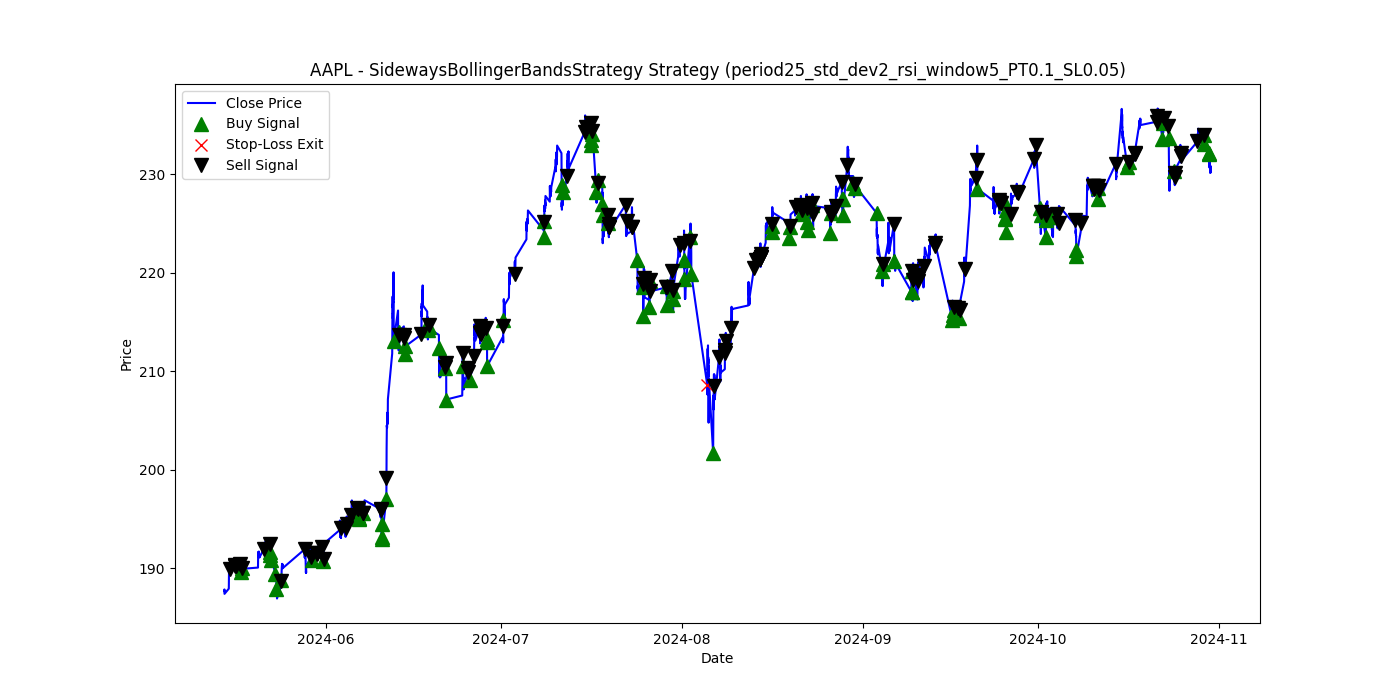 AAPL - SidewaysBollingerBandsStrategy Strategy (period25_std_dev2_rsi_window5_PT0.1_SL0.05)
Close Price
Buy Signal
Stop-Loss Exit
Sell Signal
230
220
210
200
190
Price
2024-06
2024-07
2024-08
2024-09
2024-10
2024-11
Date